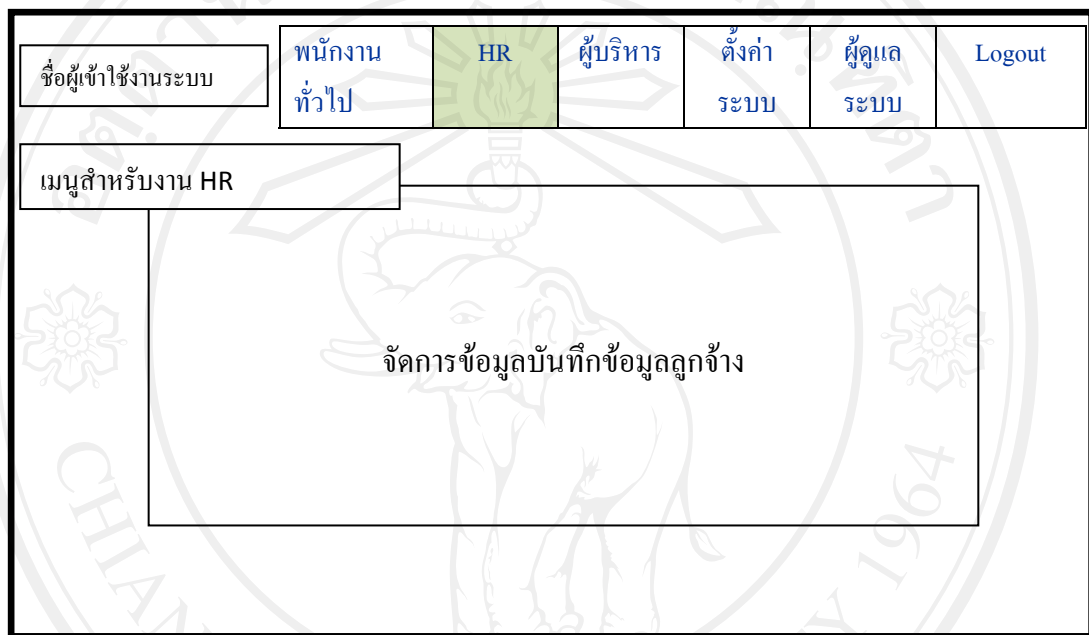 ชื่อผู้เข้าใช้งานระบบ
พนักงาน
ทั่วไป
HR
ผู้บริหาร
ตั้งค่า
ระบบ
ผู้ดูแล
ระบบ
Logout
เมนูสำหรับงาน HR
จัดการข้อมูลบันทึกข้อมูลลูกจ้าง
1964